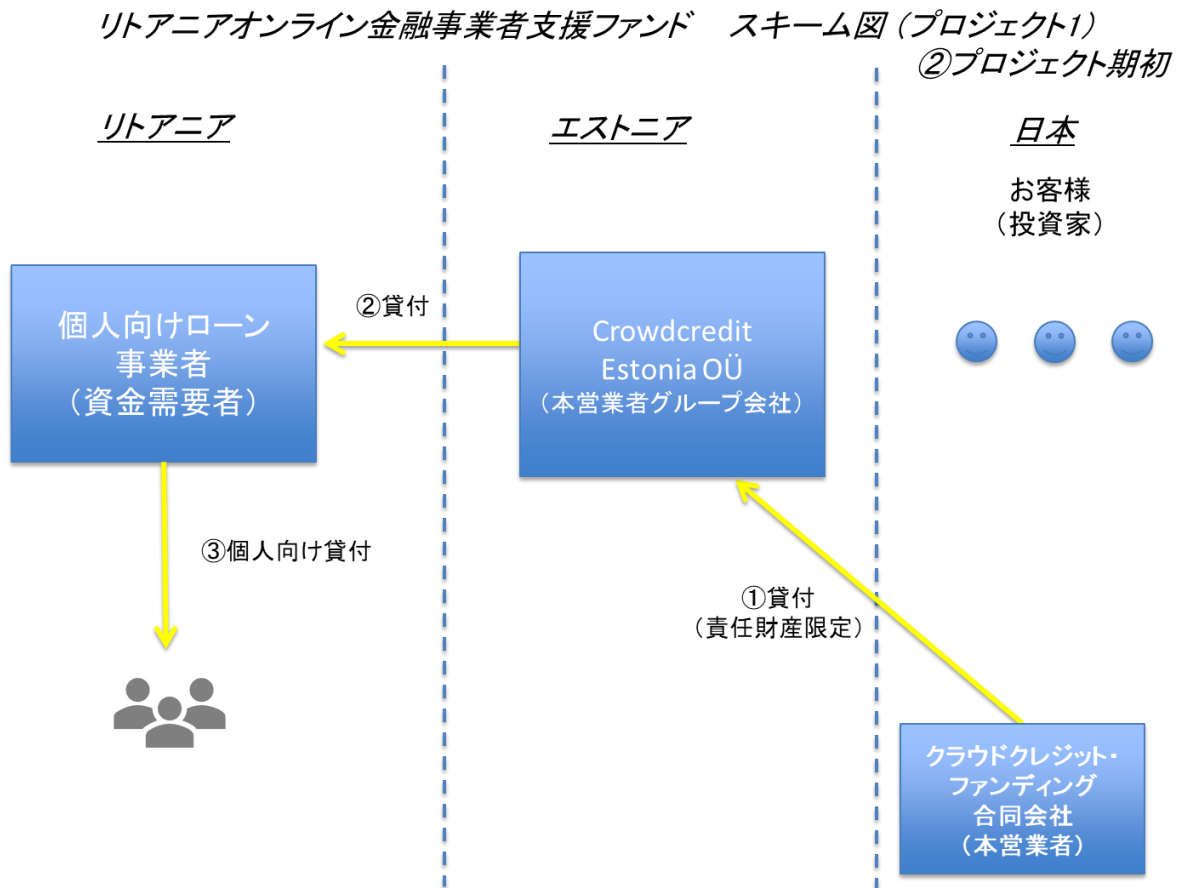 リトアニアオンライン金融事業者支援ファンド　スキーム図（プロジェクト1）
②プロジェクト期初
リトアニア
エストニア
日本
お客様
（投資家）
個人向けローン
事業者
（資金需要者）
②貸付
Crowdcredit
Estonia OÜ
（本営業者グループ会社）
③個人向け貸付
①貸付
（責任財産限定）
クラウドクレジット・
ファンディング
合同会社
（本営業者）